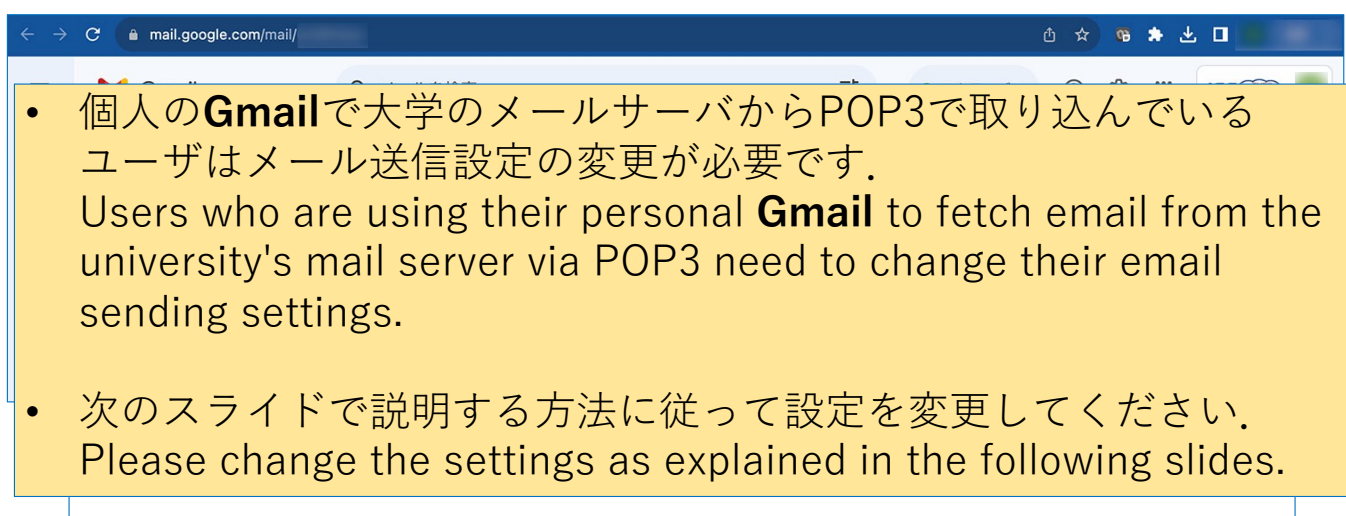 mail.google.com/mail/
• 個人のGmailで大学のメールサーバからPOP3で取り込んでいる
ユーザはメール送信設定の変更が必要です．
Users who are using their personal Gmail to fetch email from the
university's mail server via POP3 need to change their email
sending settings.
• 次のスライドで説明する方法に従って設定を変更してください．
Please change the settings as explained in the following slides.